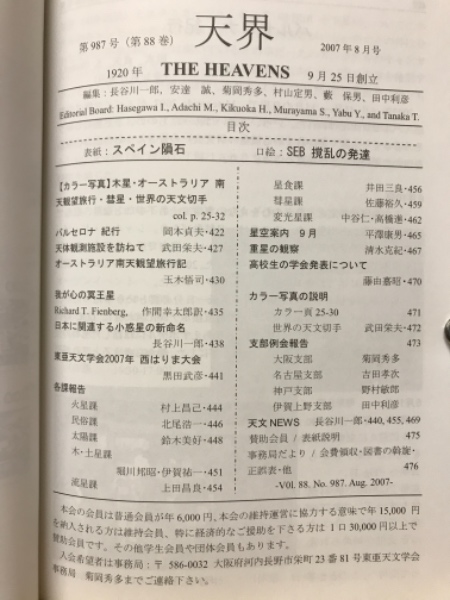 第987号（第88巻） 天界 2007年8月号
1920年 THE HEAVENS 9月25日創立
編集：長谷川一郎，安達 誠，菊岡秀多，村山定男，藪 保男，田中利彦
Editorial Board: Hasegawa I., Adachi M., Kikuoka H., Murayama S., Yabu Y., and Tanaka T.
目次
表紙：スペイン隕石 口絵：SEB 撹乱の発達
【カラー写真】木星・オーストラリア 南
天観望旅行・彗星・世界の天文切手
col. p. 25-32
バルセロナ 紀行 岡本貞夫・422
天体観測施設を訪ねて 武田栄夫・427
オーストラリア南天観望旅行記
玉木悟司・430
我が心の冥王星
Richard T. Fienberg, 作間幸太郎訳・435
日本に関連する小惑星の新命名
長谷川一郎・438
東亜天文学会2007年 西はりま大会
黒田武彦・441
各課報告
火星課 村上昌己・444
民俗課 北尾浩一・446
太陽課 鈴木美好・448
木・土星課
堀川邦昭・伊賀祐一・451
流星課 上田昌良・454
星食課 井田三良・456
彗星課 佐藤裕久・459
変光星課 中谷仁・高橋進・462
星空案内 9月 平澤康男・465
重星の観察 清水克紀・467
高校生の学会発表について
藤由嘉昭・470
カラー写真の説明
カラー頁 25-30 471
世界の天文切手 武田栄夫・472
支部例会報告 473
大阪支部 菊岡秀多
名古屋支部 吉田孝次
神戸支部 野村敏郎
伊賀上野支部 田中利彦
天文NEWS 長谷川一郎・440, 455, 469
賛助会員 / 表紙説明 475
事務局だより / 会費領収・図書の斡旋・
正誤表・他 476
-VOL. 88. No. 987. Aug. 2007-
本会の会員は普通会員が年 6,000円、本会の維持運営に協力する意味で年 15,000 円
を納入される方は維持会員、特に経済的なご援助を下さる方は 1口 30,000円以上で
賛助会員です。その他学生会員や団体会員もあります。
入会希望者は事務局：〒 586-0032 大阪府河内長野市栄町 23番 81号東亜天文学会
事務局 菊岡秀多までご連絡下さい。